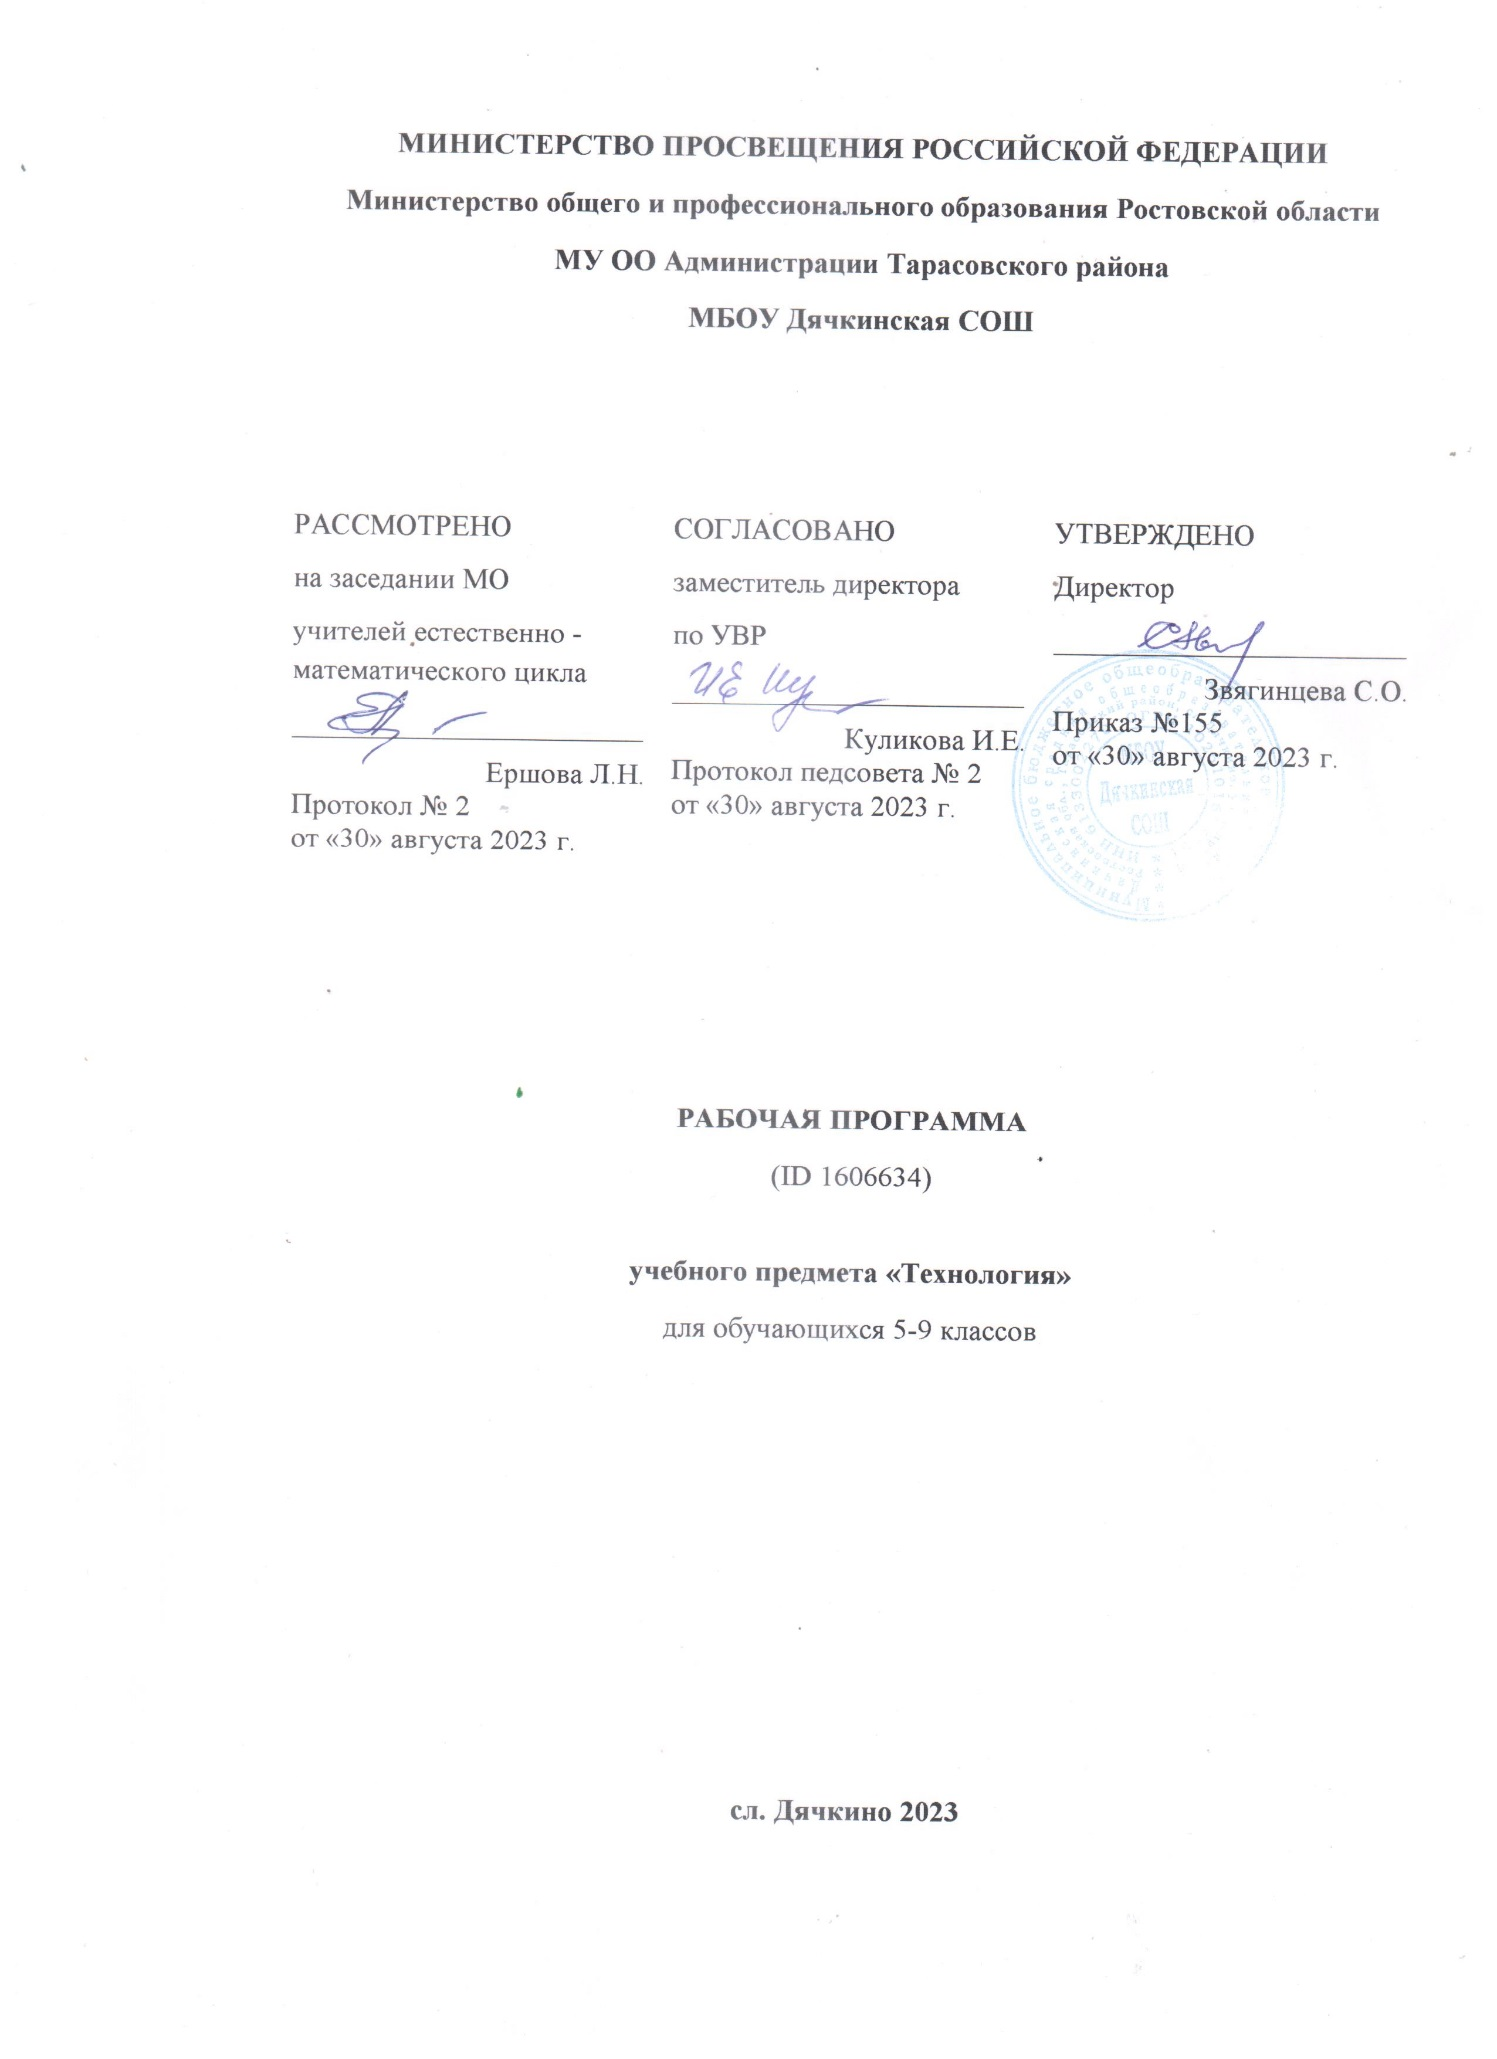 МИНИСТЕРСТВО ПРОСВЕЩЕНИЯ РОССИЙСКОЙ ФЕДЕРАЦИИ
Министерство общего и профессионального образования Ростовской области
МУ ОО Администрации Тарасовского района
МБОУ Дячкинская СОШ
РАССМОТРЕНО
на заседании МО
учителей естественно -
математического цикла
Ершова Л.Н.
Протокол № 2
от «30» августа 2023 г.
СОГЛАСОВАНО
заместитель директора
по УВР
Куликова И.Е.
Протокол педсовета № 2
от «30» августа 2023 г.
УТВЕРЖДЕНО
Директор
Звягинцева С.О.
Приказ №155
от «30» августа 2023 г.
Дячкинская
СОШ
РАБОЧАЯ ПРОГРАММА
(ID 1606634)
учебного предмета «Технология»
для обучающихся 5-9 классов
сл. Дячкино 2023